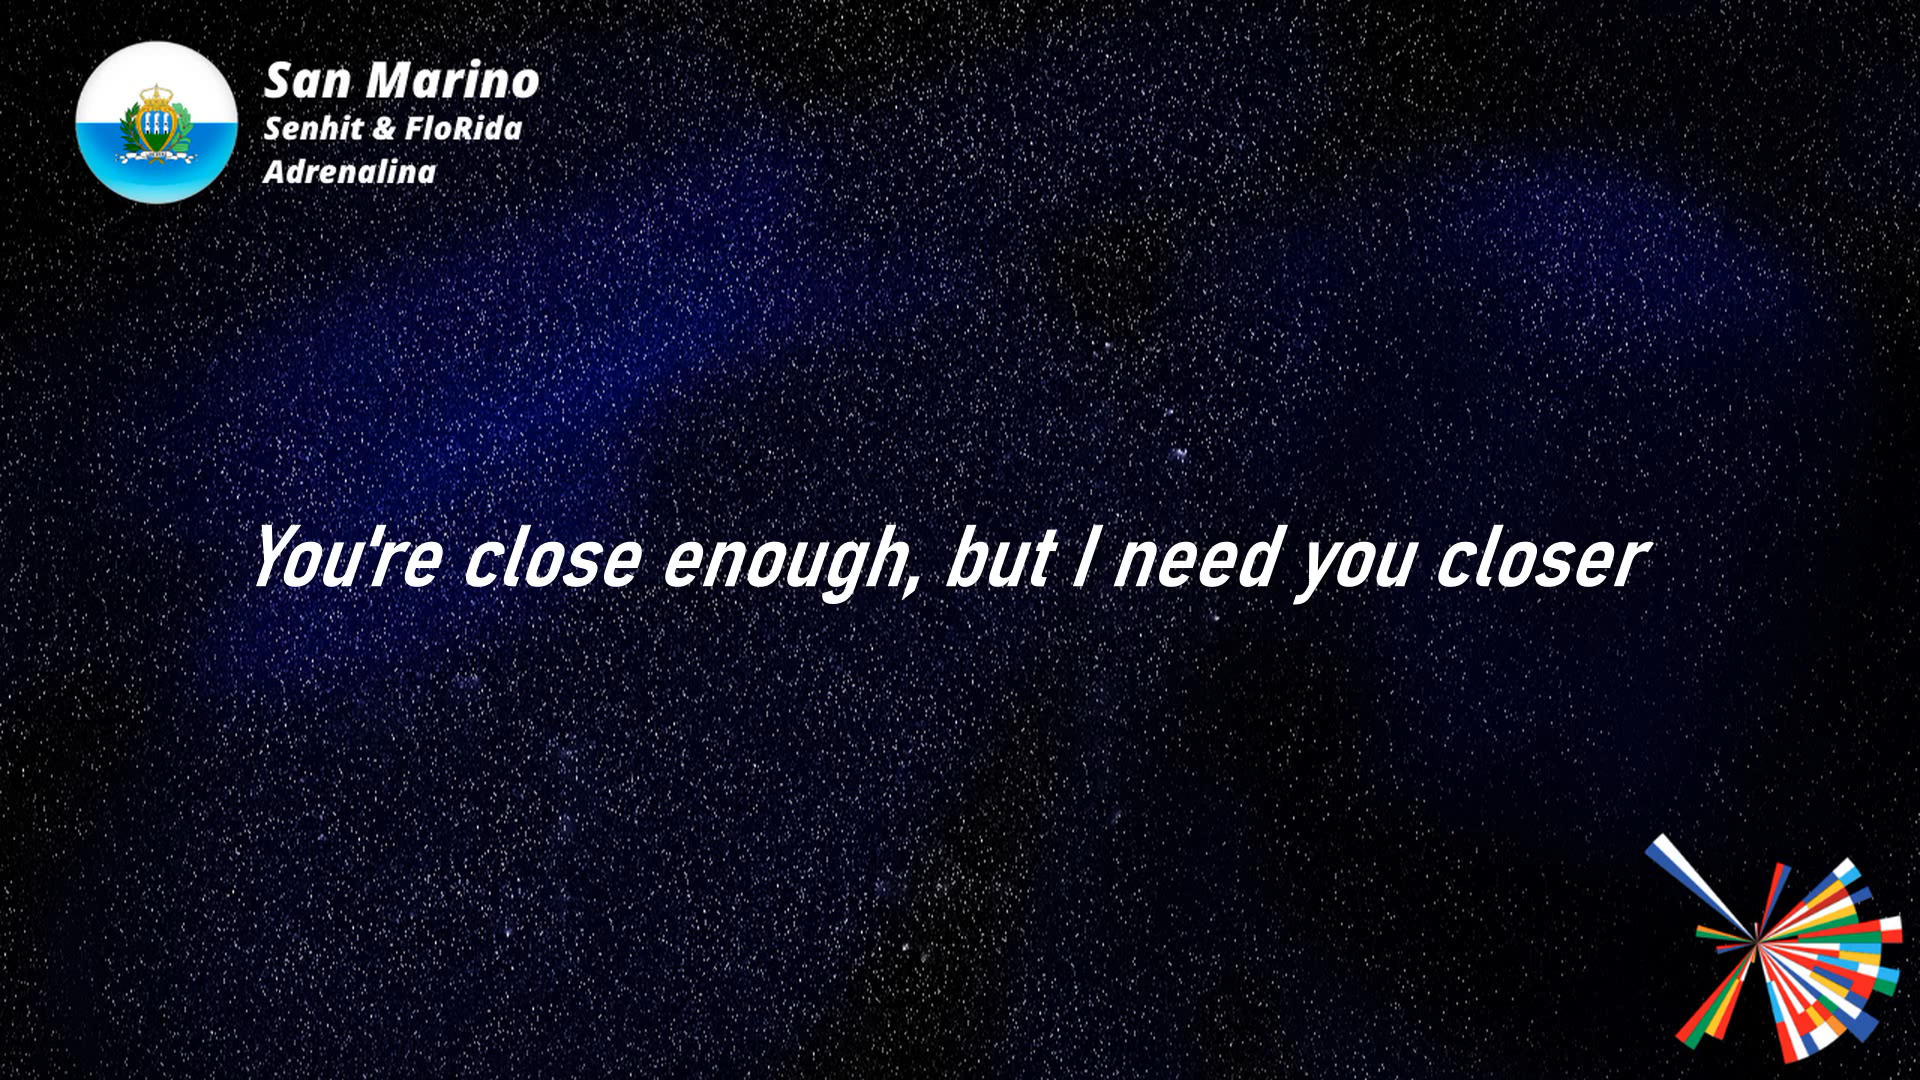 San Marino
Senhit & FloRida
Adrenalina
You're close enough, but I need you closer